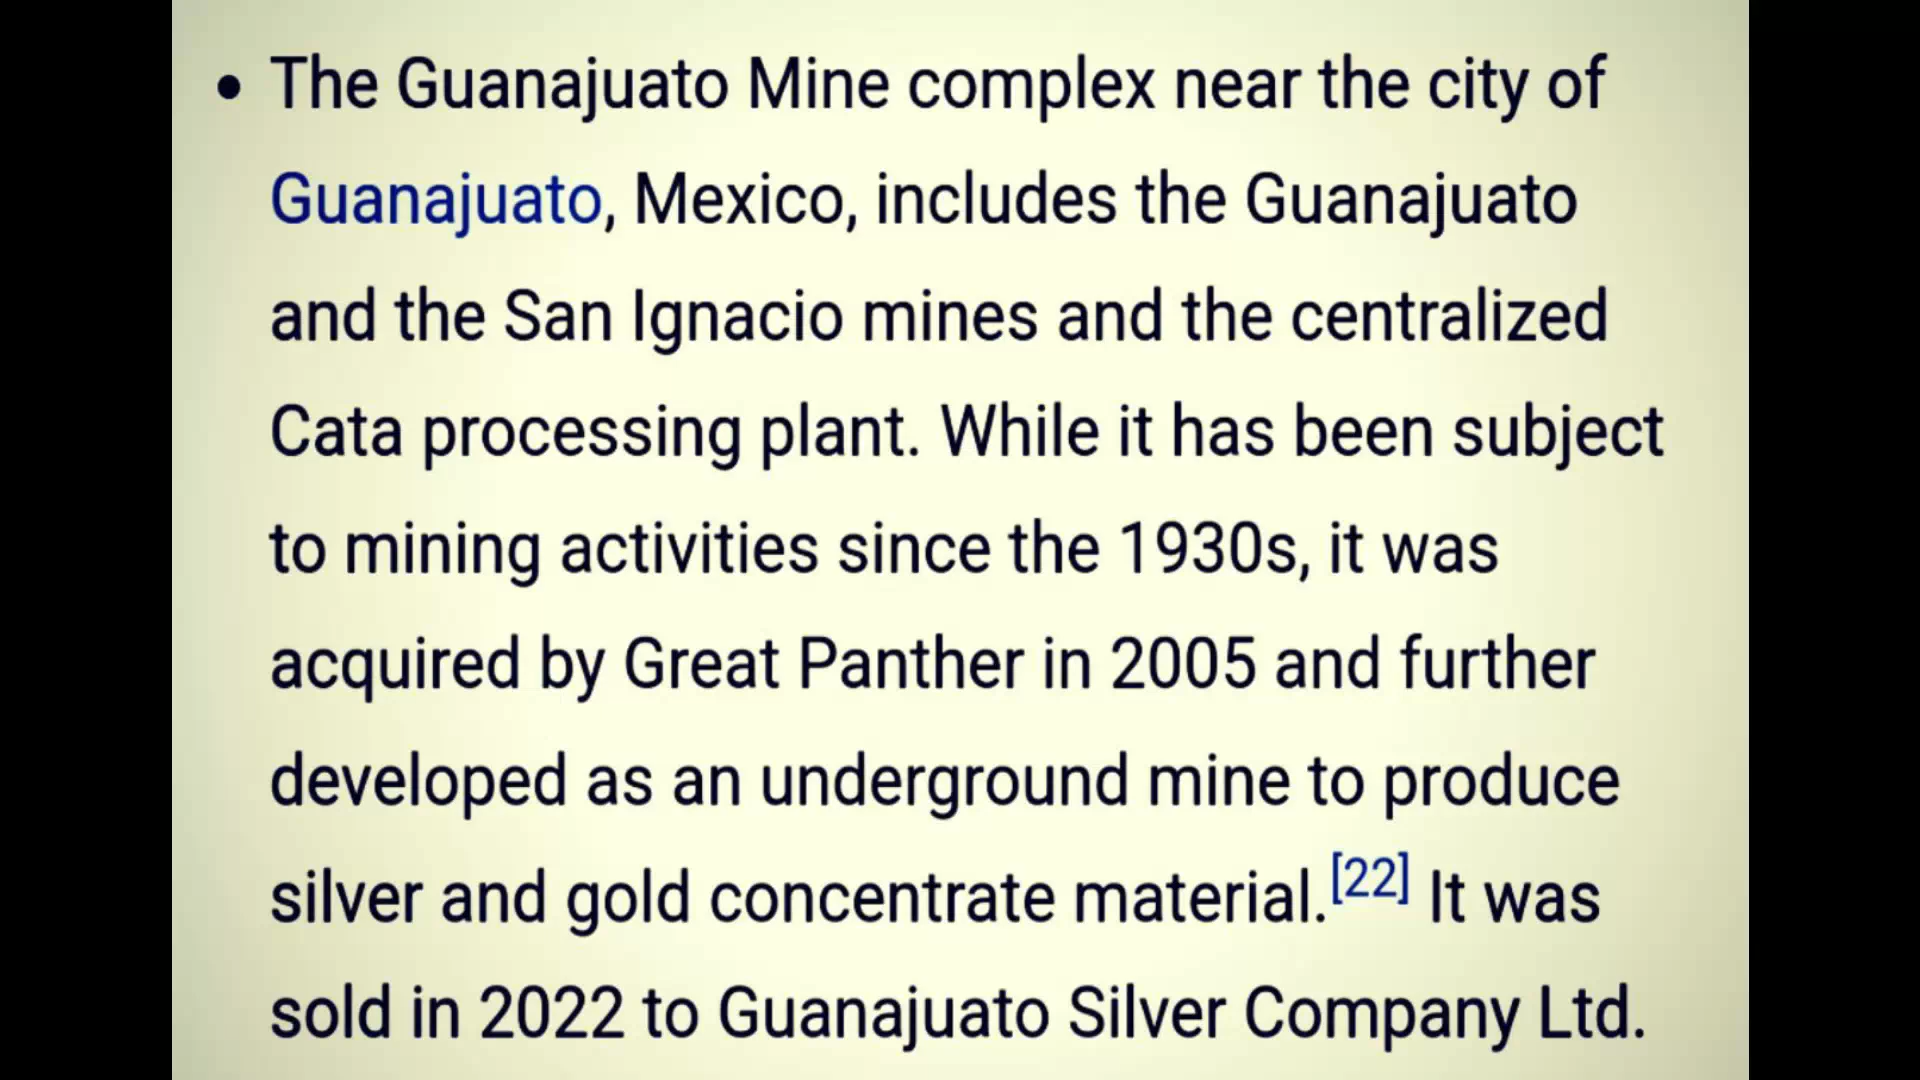 • The Guanajuato Mine complex near the city of
Guanajuato, Mexico, includes the Guanajuato
and the San Ignacio mines and the centralized
Cata processing plant. While it has been subject
to mining activities since the 1930s, it was
acquired by Great Panther in 2005 and further
developed as an underground mine to produce
silver and gold concentrate material.[22] It was
sold in 2022 to Guanajuato Silver Company Ltd.